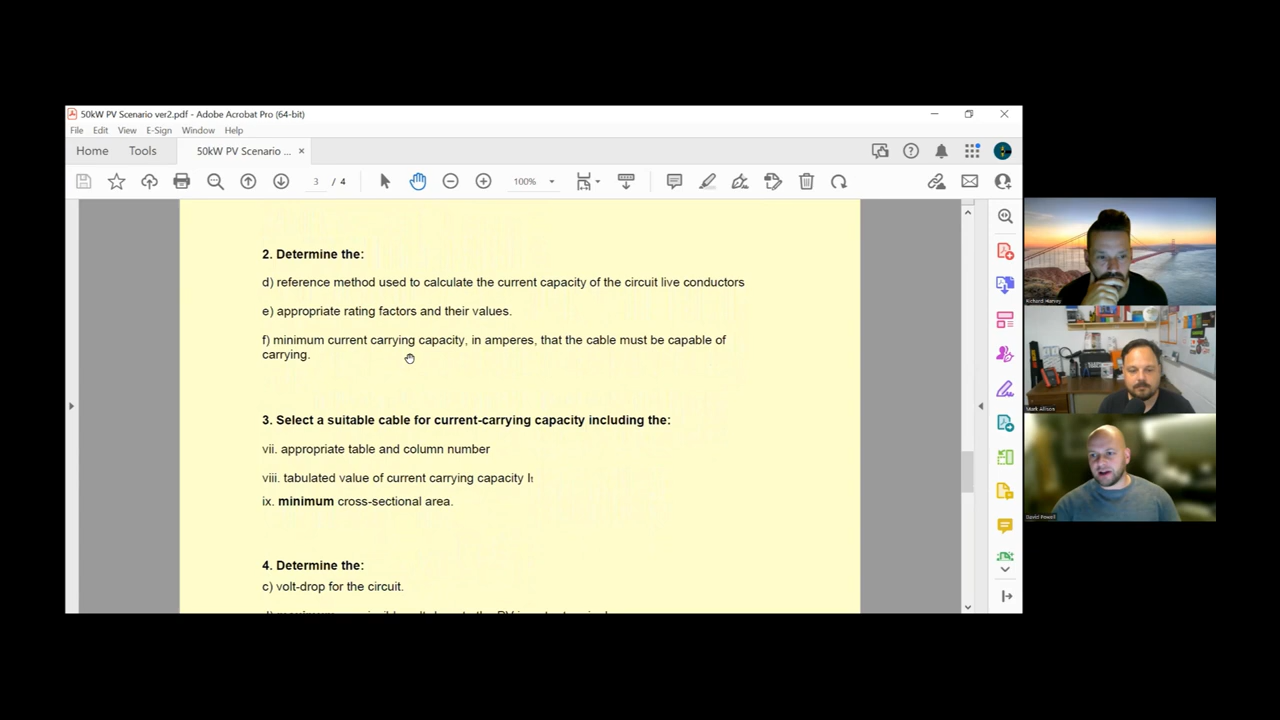 50kW PV Scenario ver2.pdf - Adobe Acrobat Pro (64-bit)
File Edit View E-Sign Window Help
Home Tools 50kW PV Scenario ... ×
3 / 4 100%
2. Determine the:
d) reference method used to calculate the current capacity of the circuit live conductors
e) appropriate rating factors and their values.
f) minimum current carrying capacity, in amperes, that the cable must be capable of
carrying.
3. Select a suitable cable for current-carrying capacity including the:
vii. appropriate table and column number
viii. tabulated value of current carrying capacity It
ix. minimum cross-sectional area.
4. Determine the:
c) volt-drop for the circuit.
Mark Allison
David Powell